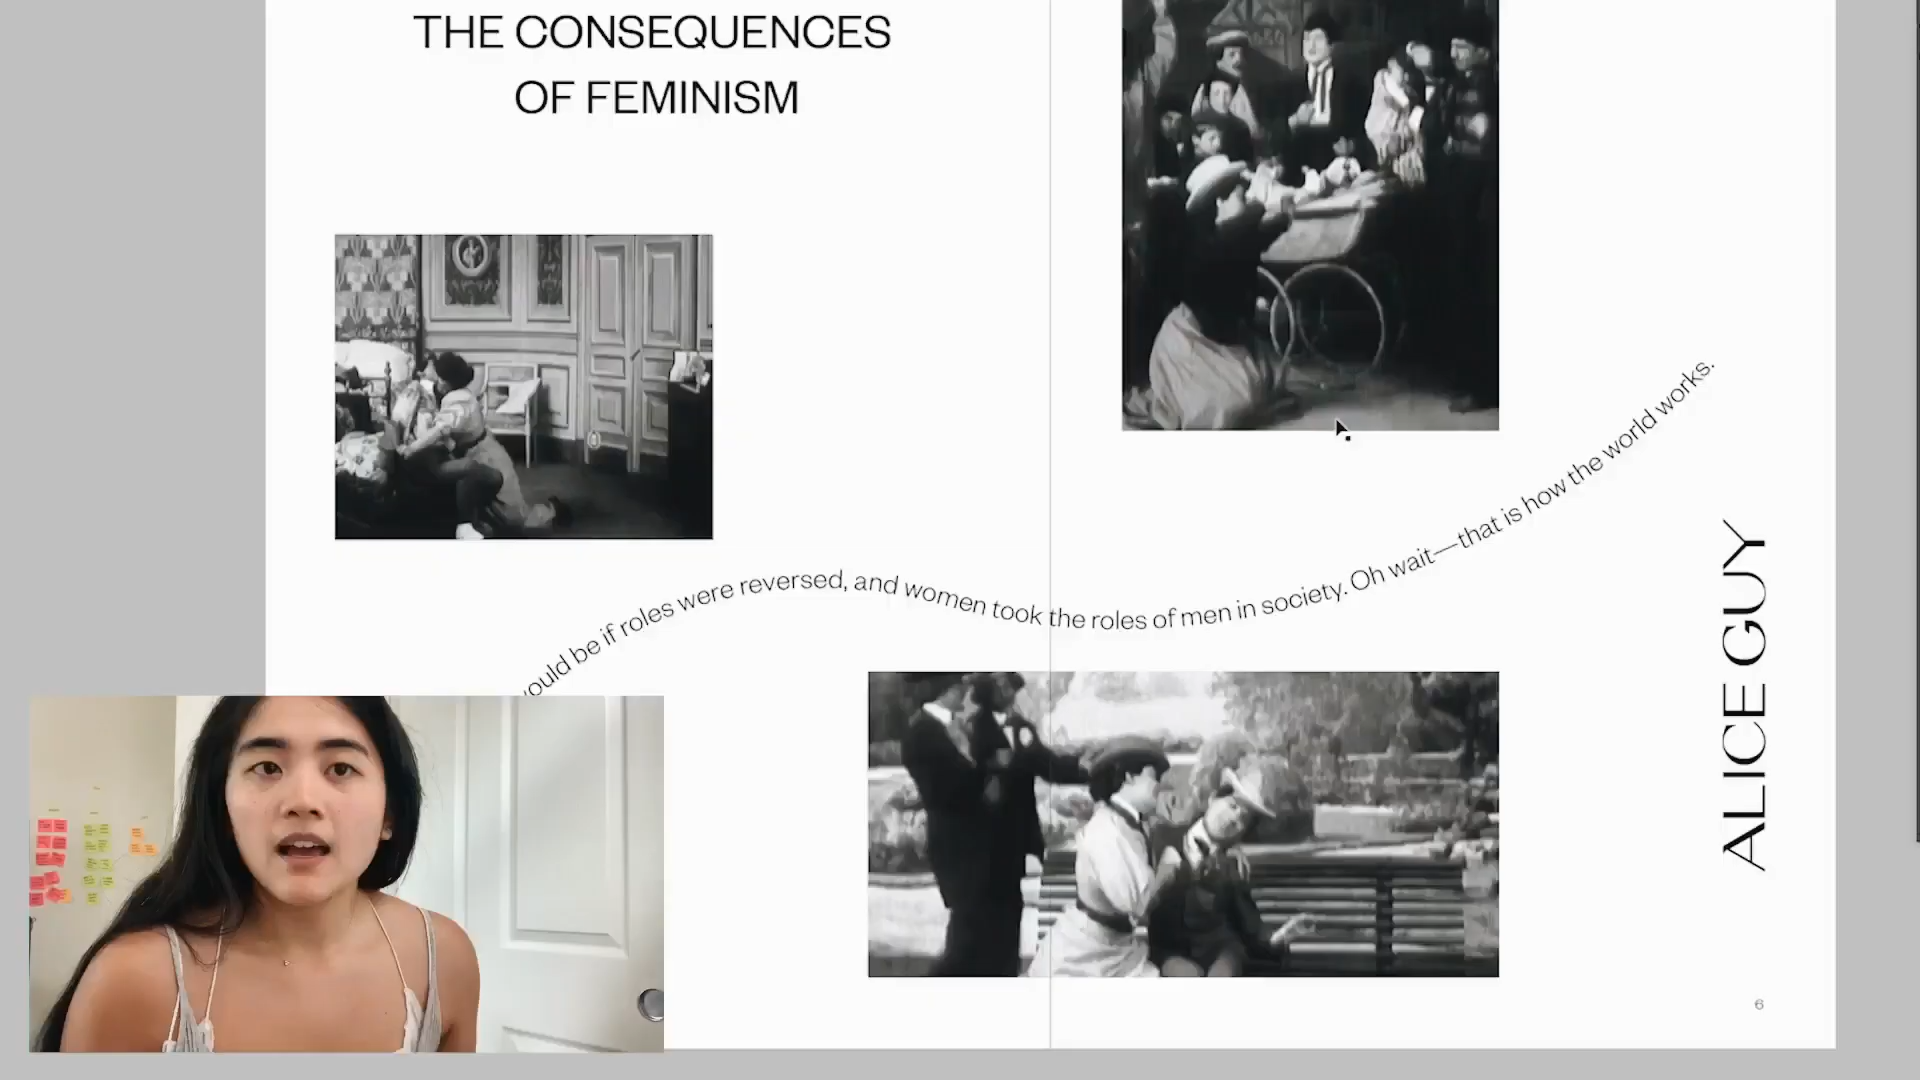 THE CONSEQUENCES
OF FEMINISM
would be if roles were reversed, and women took the roles of men in society. Oh wait—that is how the world works.
ALICE GUY
6